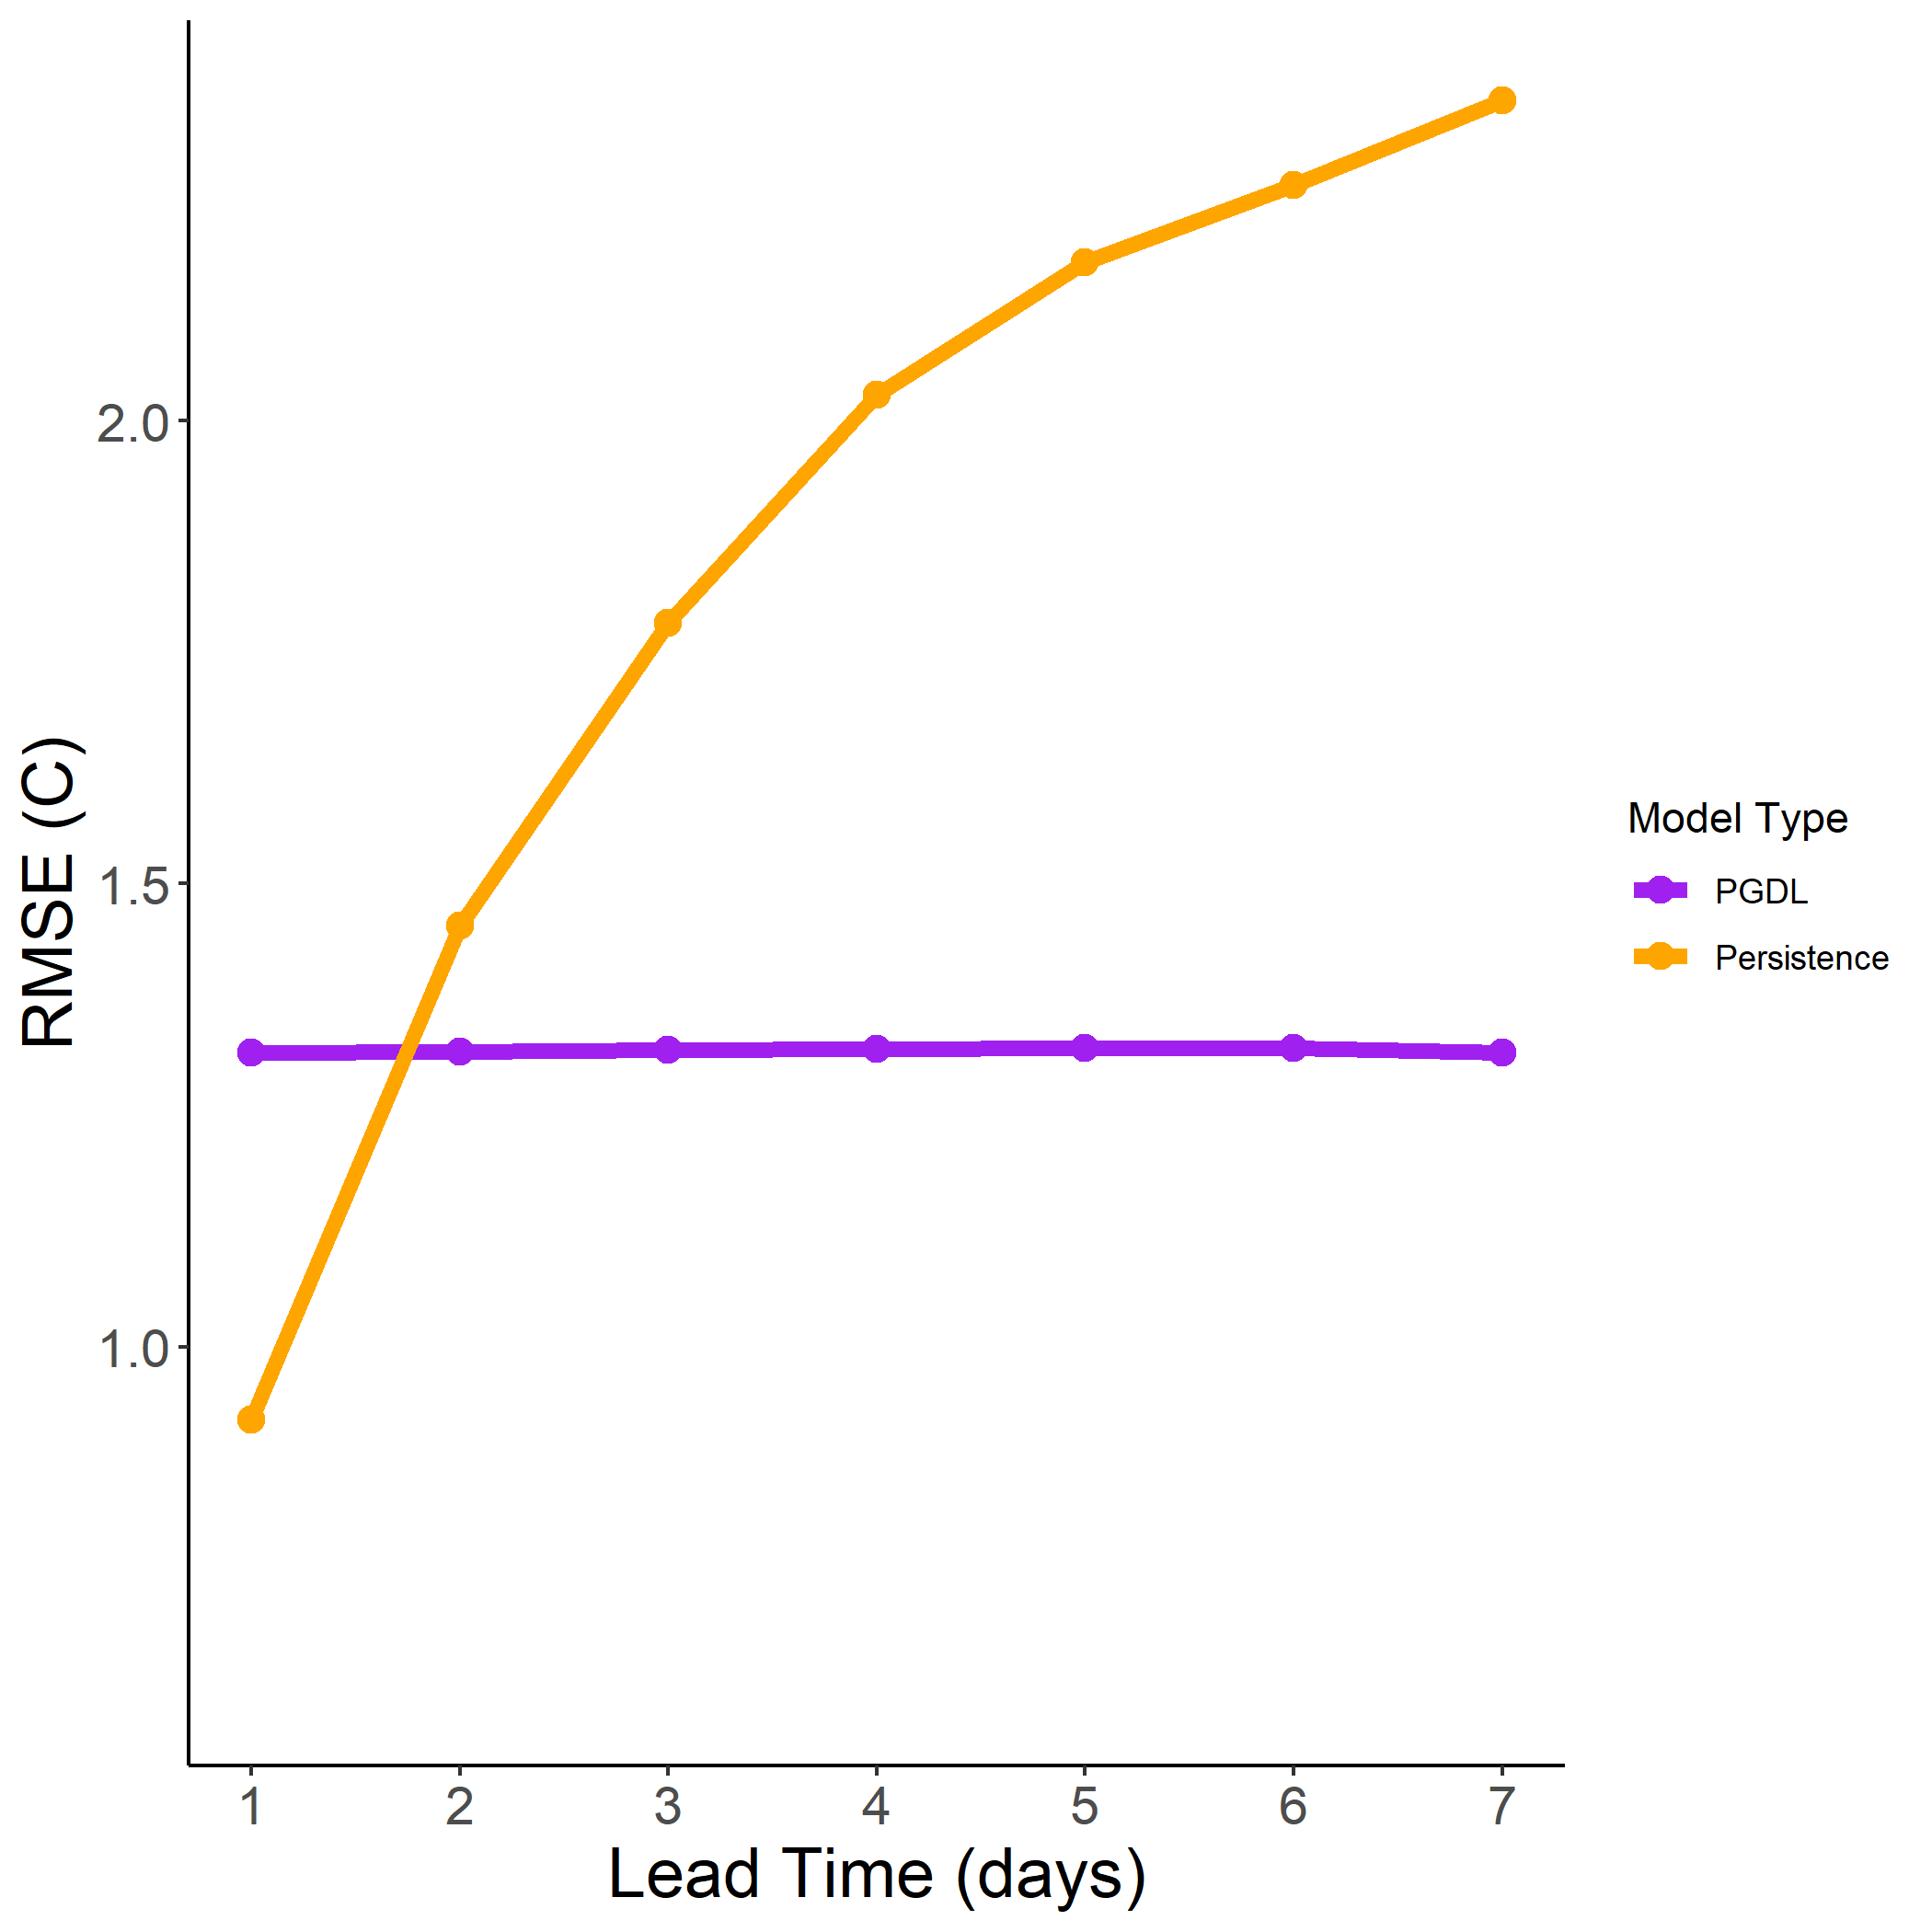 RMSE (C)
2.0
1.5
1.0
1 2 3 4 5 6 7
Lead Time (days)
Model Type
PGDL
Persistence